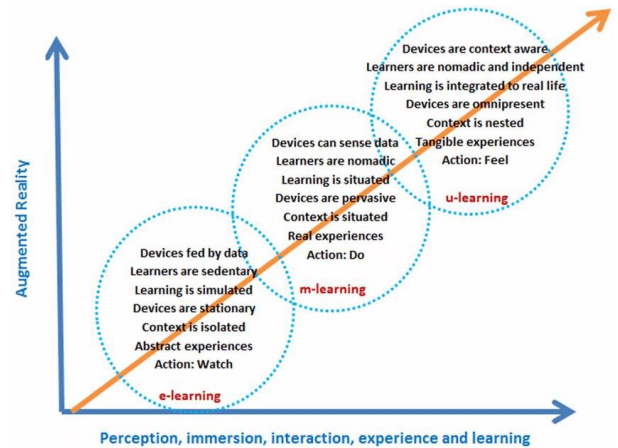 Devices are context aware
Learners are nomadic and independent
Learning is integrated to real life
Devices are omnipresent
Context is nested
Tangible experiences
Action: Feel
u-learning
Devices can sense data
Learners are nomadic
Learning is situated
Devices are pervasive
Context is situated
Real experiences
Action: Do
m-learning
Devices fed by data
Learners are sedentary
Learning is simulated
Devices are stationary
Context is isolated
Abstract experiences
Action: Watch
e-learning
Augmented Reality
Perception, immersion, interaction, experience and learning